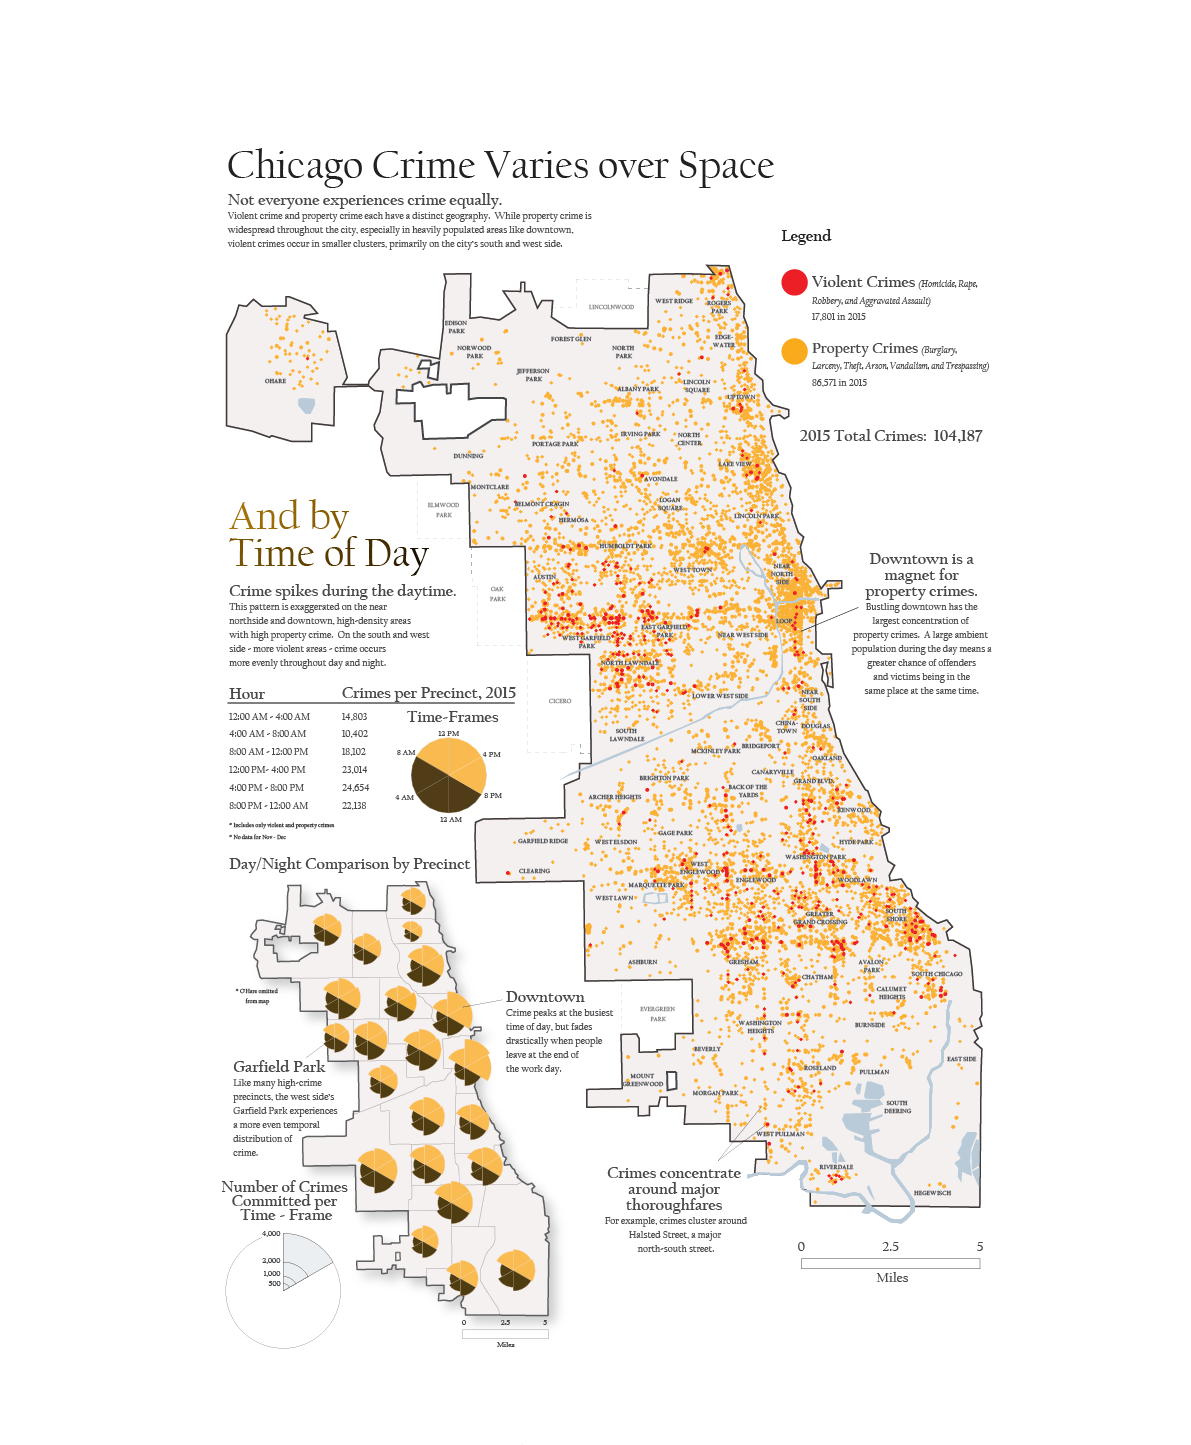 Chicago Crime Varies over Space
Not everyone experiences crime equally.
Violent crime and property crime each have a distinct geography. While property crime is
widespread throughout the city, especially in heavily populated areas like downtown,
violent crimes occur in smaller clusters, primarily on the city's south and west side.
Legend
Violent Crimes (Homicide, Rape,
Robbery, and Aggravated Assault)
17,801 in 2015
Property Crimes (Burglary,
Larceny, Theft, Arson, Vandalism, and Trespassing)
86,571 in 2015
2015 Total Crimes: 104,187
LINCOLNWOOD
WEST RIDGE
ROGERS
PARK
EDISON
PARK
NORWOOD
PARK
FOREST GLEN
NORTH
PARK
EDGE-
WATER
OHARE
JEFFERSON
PARK
ALBANY PARK
LINCOLN
SQUARE
UPTOWN
PORTAGE PARK
IRVING PARK
NORTH
CENTER
DUNNING
LAKE VIEW
MONTCLARE
AVONDALE
ELMWOOD
PARK
BELMONT CRAGIN
HERMOSA
LOGAN
SQUARE
LINCOLN PARK
HUMBOLDT PARK
WEST TOWN
NEAR
NORTH
SIDE
AUSTIN
OAK
PARK
LOOP
WEST GARFIELD
PARK
EAST GARFIELD
PARK
NEAR WEST SIDE
NORTH LAWNDALE
CICERO
LOWER WEST SIDE
NEAR
SOUTH
SIDE
SOUTH
LAWNDALE
CHINA-
TOWN
DOUGLAS
MCKINLEY PARK
BRIDGEPORT
OAKLAND
BRIGHTON PARK
CANARYVILLE
GRAND BLVD.
ARCHER HEIGHTS
BACK OF THE
YARDS
KENWOOD
GAGE PARK
GARFIELD RIDGE
WEST ELSDON
HYDE PARK
WASHINGTON PARK
CLEARING
WEST
ENGLEWOOD
ENGLEWOOD
WOODLAWN
MARQUETTE PARK
WEST LAWN
GREATER
GRAND CROSSING
SOUTH
SHORE
ASHBURN
GRESHAM
CHATHAM
AVALON
PARK
SOUTH CHICAGO
CALUMET
HEIGHTS
EVERGREEN
PARK
WASHINGTON
HEIGHTS
BURNSIDE
BEVERLY
EAST SIDE
ROSELAND
PULLMAN
MOUNT
GREENWOOD
MORGAN PARK
SOUTH
DEERING
WEST PULLMAN
RIVERDALE
HEGEWISCH
Downtown is a
magnet for
property crimes.
Bustling downtown has the
largest concentration of
property crimes. A large ambient
population during the day means a
greater chance of offenders
and victims being in the
same place at the same time.
Crimes concentrate
around major
thoroughfares
For example, crimes cluster around
Halsted Street, a major
north-south street.
0 2.5 5
Miles
And by
Time of Day
Crime spikes during the daytime.
This pattern is exaggerated on the near
northside and downtown, high-density areas
with high property crime. On the south and west
side - more violent areas - crime occurs
more evenly throughout day and night.
Hour Crimes per Precinct, 2015
12:00 AM - 4:00 AM 14,803
4:00 AM - 8:00 AM 10,402
8:00 AM - 12:00 PM 18,102
12:00 PM- 4:00 PM 23,014
4:00 PM - 8:00 PM 24,654
8:00 PM - 12:00 AM 22,138
Time-Frames
12 PM
8 AM
4 PM
4 AM
8 PM
12 AM
* Includes only violent and property crimes
* No data for Nov - Dec
Day/Night Comparison by Precinct
* O'Hare omitted
from map
Downtown
Crime peaks at the busiest
time of day, but fades
drastically when people
leave at the end of
the work day.
Garfield Park
Like many high-crime
precincts, the west side's
Garfield Park experiences
a more even temporal
distribution of
crime.
Number of Crimes
Committed per
Time - Frame
4,000
2,000
1,000
500
0 2.5 5
Miles